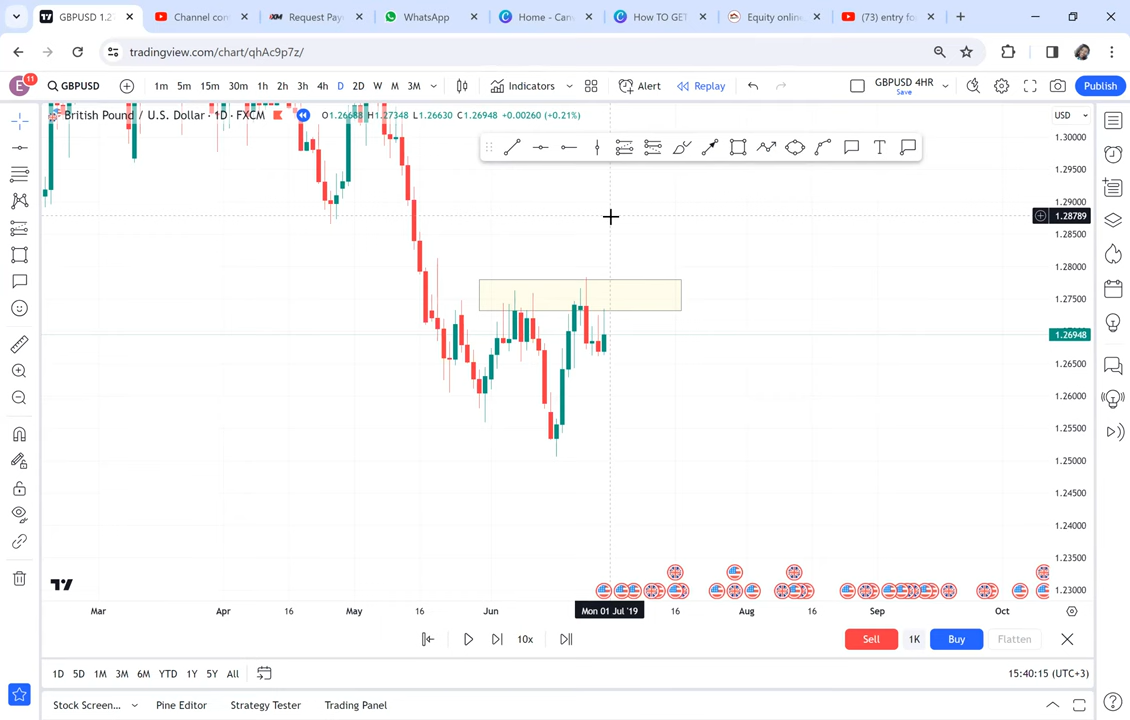 GBPUSD 1.27
Channel con
Request Pay
WhatsApp
Home - Can
How TO GET
Equity online
(73) entry fo
tradingview.com/chart/qhAc9p7z/
E
11
GBPUSD
1m 5m 15m 30m 1h 2h 3h 4h D 2D W M 3M
Indicators
Alert
Replay
GBPUSD 4HR
Save
Publish
British Pound / U.S. Dollar · 1D · FXCM
O1.26688 H1.27348 L1.26630 C1.26948 +0.00260 (+0.21%)
USD
1.30000
1.29500
1.29000
1.28789
1.28500
1.28000
1.27500
1.26948
1.26500
1.26000
1.25500
1.25000
1.24500
1.24000
1.23500
1.23000
Mar Apr 16 May 16 Jun Mon 01 Jul '19 16 Aug 16 Sep Oct
10x
Sell
1K
Buy
Flatten
1D 5D 1M 3M 6M YTD 1Y 5Y All
15:40:15 (UTC+3)
Stock Screen...
Pine Editor
Strategy Tester
Trading Panel